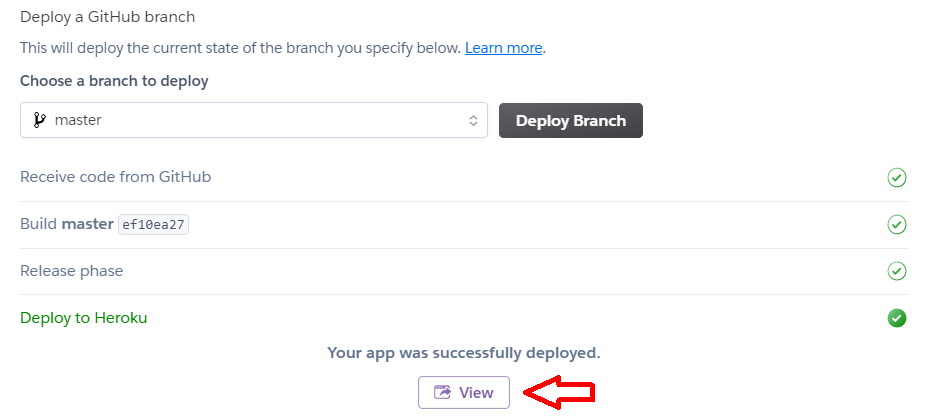 Deploy a GitHub branch
This will deploy the current state of the branch you specify below. Learn more.
Choose a branch to deploy
master
Deploy Branch
Receive code from GitHub
Build master ef10ea27
Release phase
Deploy to Heroku
Your app was successfully deployed.
View